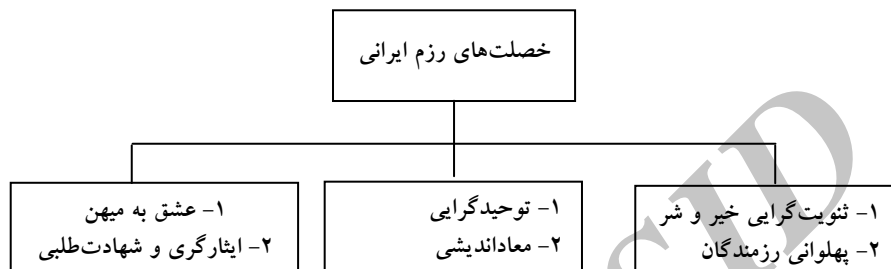 خصلت‌های رزم ایرانی
۱- ثنویت‌گرایی خیر و شر
۲- پهلوانی رزمندگان
۱- توحیدگرایی
۲- معاداندیشی
۱- عشق به میهن
۲- ایثارگری و شهادت‌طلبی
SID